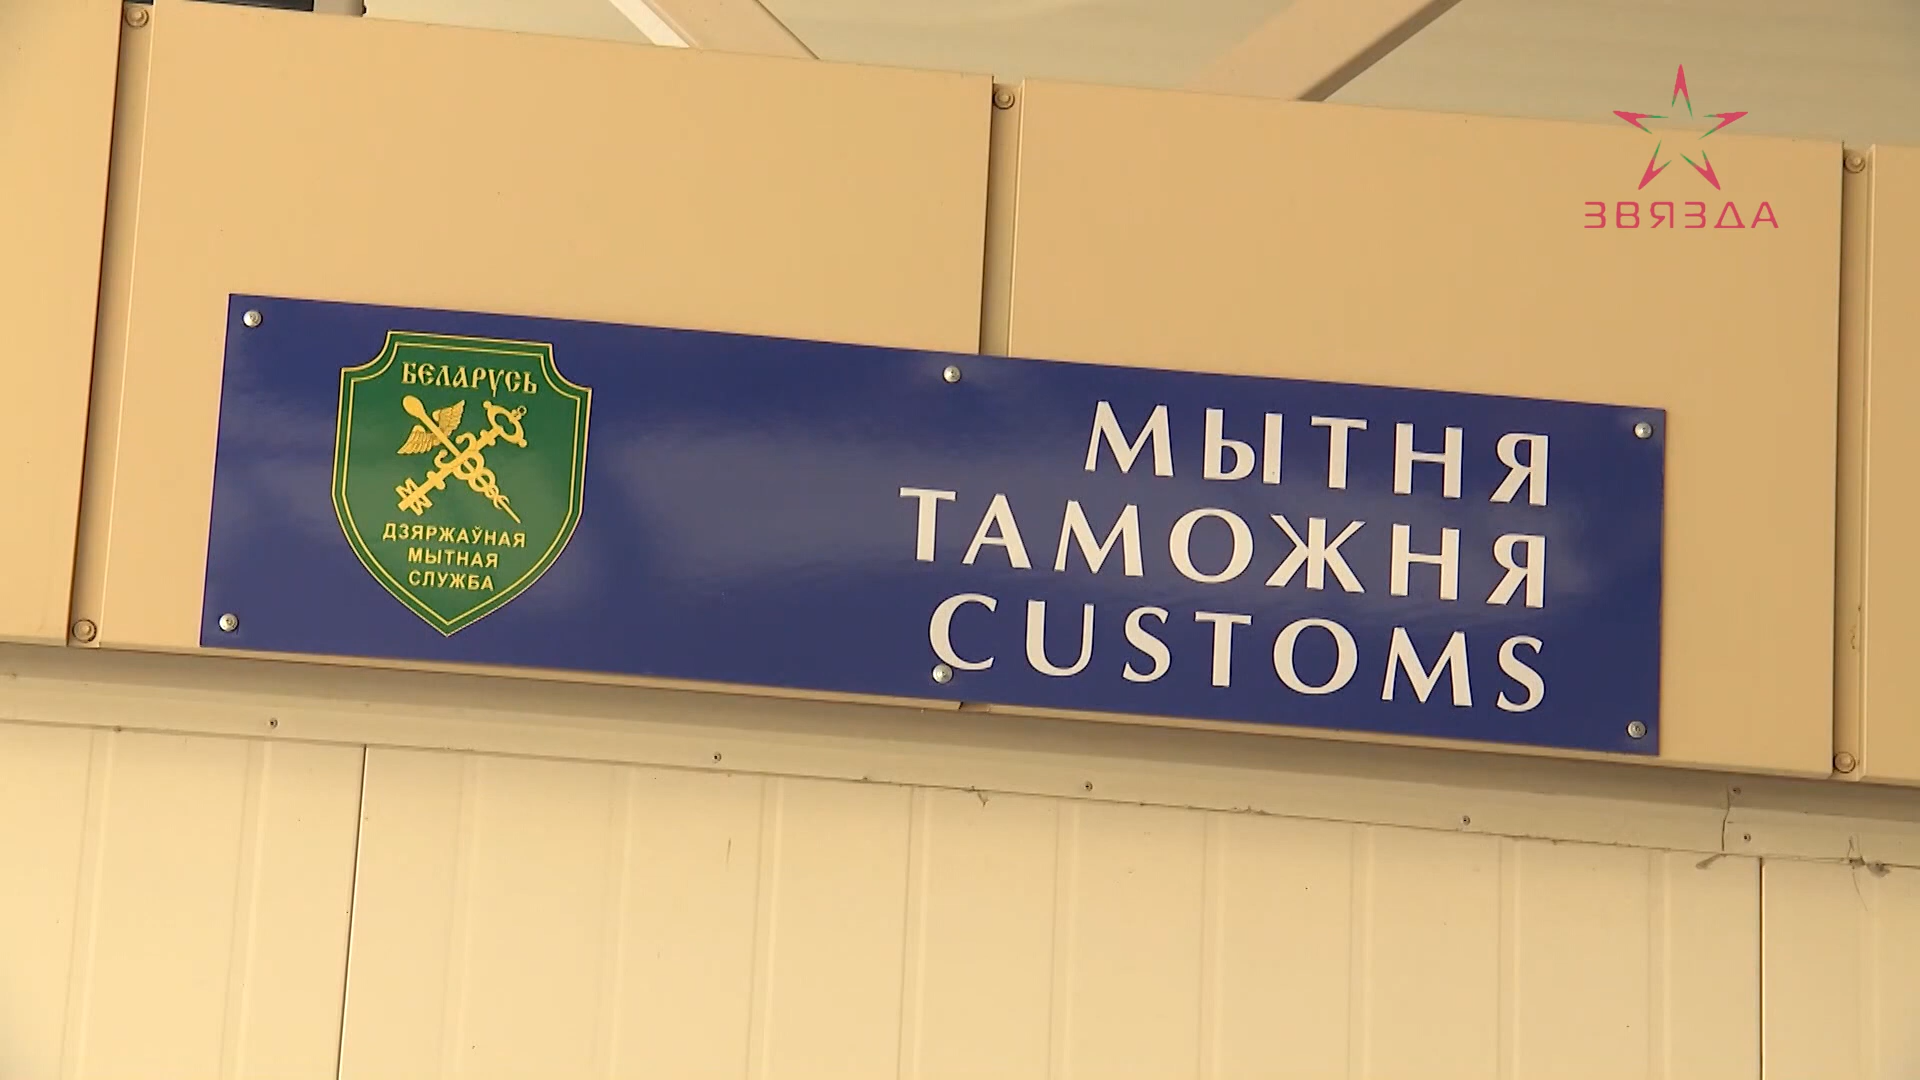 ЗВЯЗДА
БЕЛАРУСЬ
ДЗЯРЖАЎНАЯ
МЫТНАЯ
СЛУЖБА
МЫТНЯ
ТАМОЖНЯ
CUSTOMS